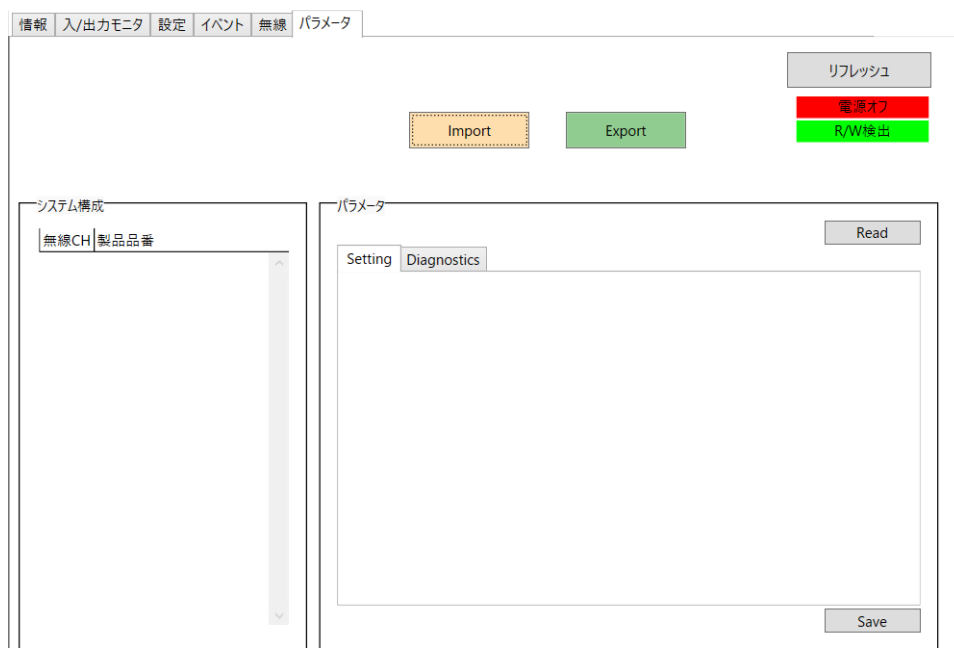 情報 入/出力モニタ 設定 イベント 無線 パラメータ
リフレッシュ
電源オフ
Import Export R/W検出
システム構成
パラメータ
Read
無線CH 製品品番
Setting Diagnostics
Save